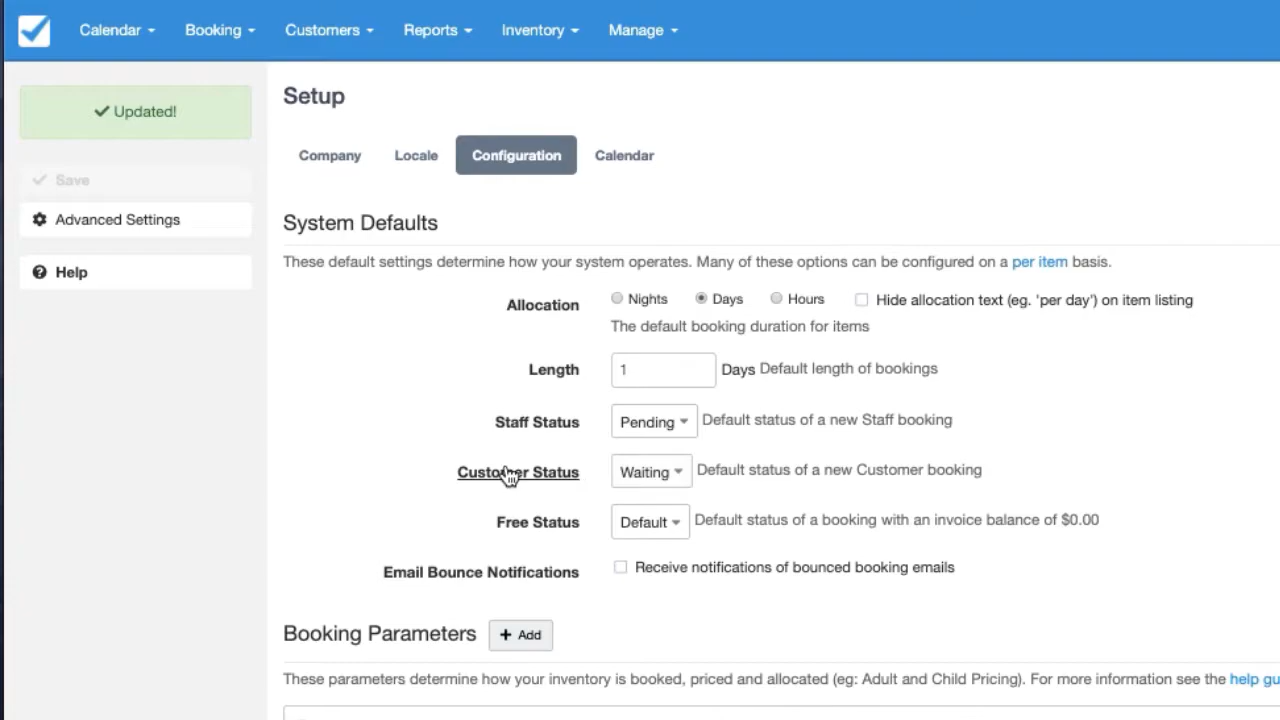 Calendar Booking Customers Reports Inventory Manage
Updated!
Save
Advanced Settings
Help
Setup
Company Locale Configuration Calendar
System Defaults
These default settings determine how your system operates. Many of these options can be configured on a per item basis.
Allocation Nights Days Hours Hide allocation text (eg. 'per day') on item listing
The default booking duration for items
Length 1 Days Default length of bookings
Staff Status Pending Default status of a new Staff booking
Customer Status Waiting Default status of a new Customer booking
Free Status Default Default status of a booking with an invoice balance of $0.00
Email Bounce Notifications Receive notifications of bounced booking emails
Booking Parameters + Add
These parameters determine how your inventory is booked, priced and allocated (eg: Adult and Child Pricing). For more information see the help gu